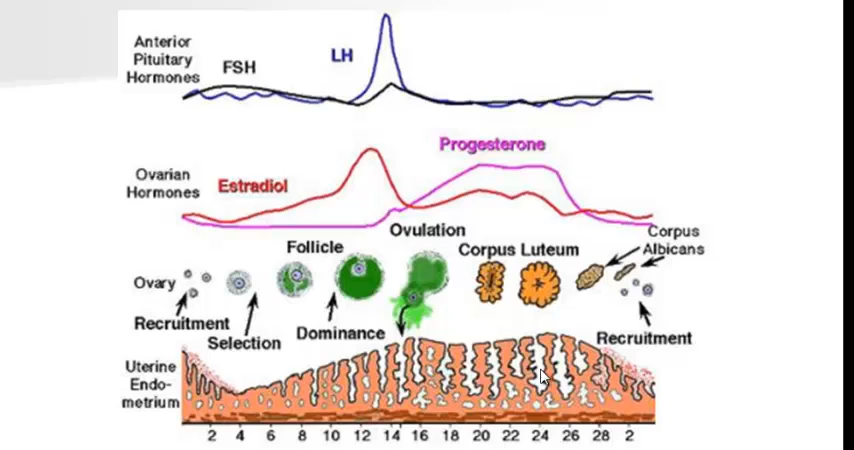 Anterior
Pituitary
Hormones
FSH
LH
Progesterone
Ovarian
Hormones
Estradiol
Ovulation
Corpus
Albicans
Follicle
Corpus Luteum
Ovary
Recruitment
Selection
Dominance
Recruitment
Uterine
Endo-
metrium
2 4 6 8 10 12 14 16 18 20 22 24 26 28 2